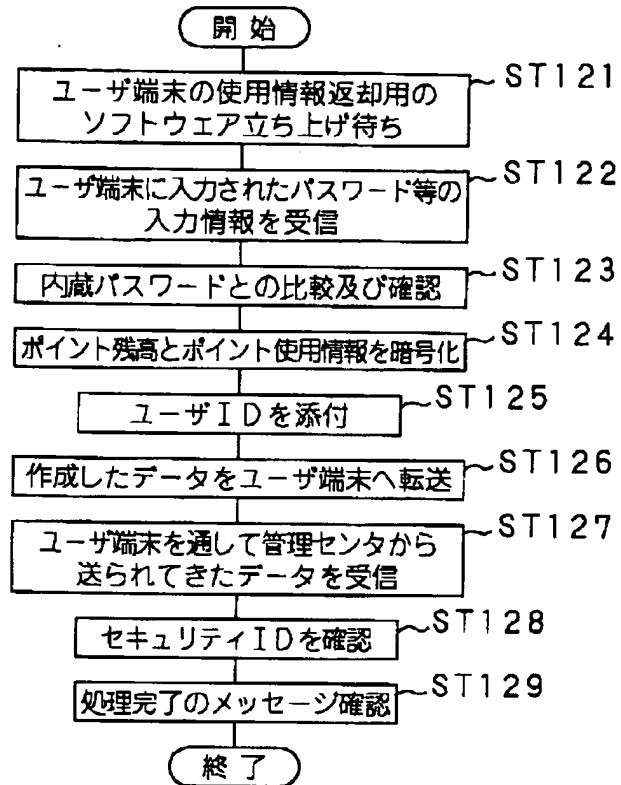 開始
ユーザ端末の使用情報返却用の
ソフトウェア立ち上げ待ち
ST121
ユーザ端末に入力されたパスワード等の
入力情報を受信
ST122
内蔵パスワードとの比較及び確認
ST123
ポイント残高とポイント使用情報を暗号化
ST124
ユーザIDを添付
ST125
作成したデータをユーザ端末へ転送
ST126
ユーザ端末を通して管理センタから
送られてきたデータを受信
ST127
セキュリティIDを確認
ST128
処理完了のメッセージ確認
ST129
終了